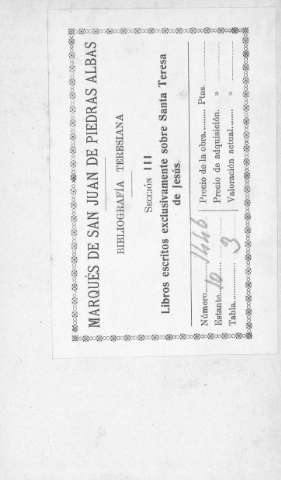 MARQUÉS DE SAN JUAN DE PIEDRAS ALBAS
BIBLIOGRAFÍA TERESIANA
SECCIÓN III
Libros escritos exclusivamente sobre Santa Teresa
de Jesús.
Número........ 1446 Precio de la obra........ Ptas.
Estante.. 10 Precio de adquisición. »
Tabla.......... 3 Valoración actual........ »